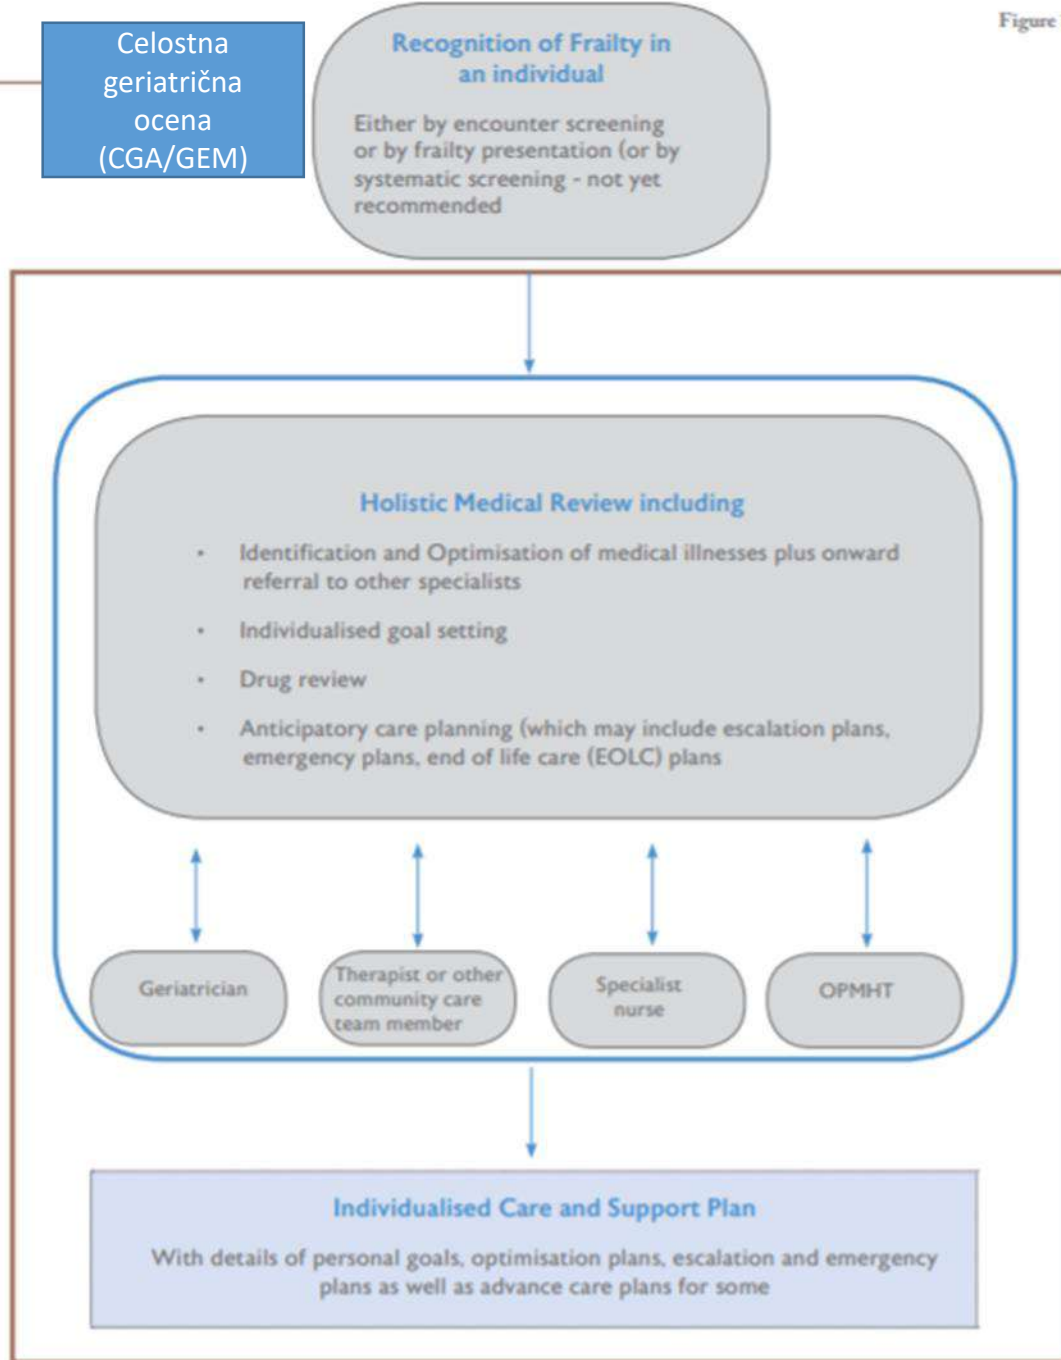 Figure
Celostna
geriatrična
ocena
(CGA/GEM)
Recognition of Frailty in
an individual
Either by encounter screening
or by frailty presentation (or by
systematic screening - not yet
recommended
Holistic Medical Review including
• Identification and Optimisation of medical illnesses plus onward
referral to other specialists
• Individualised goal setting
• Drug review
• Anticipatory care planning (which may include escalation plans,
emergency plans, end of life care (EOLC) plans
Geriatrician
Therapist or other
community care
team member
Specialist
nurse
OPMHT
Individualised Care and Support Plan
With details of personal goals, optimisation plans, escalation and emergency
plans as well as advance care plans for some